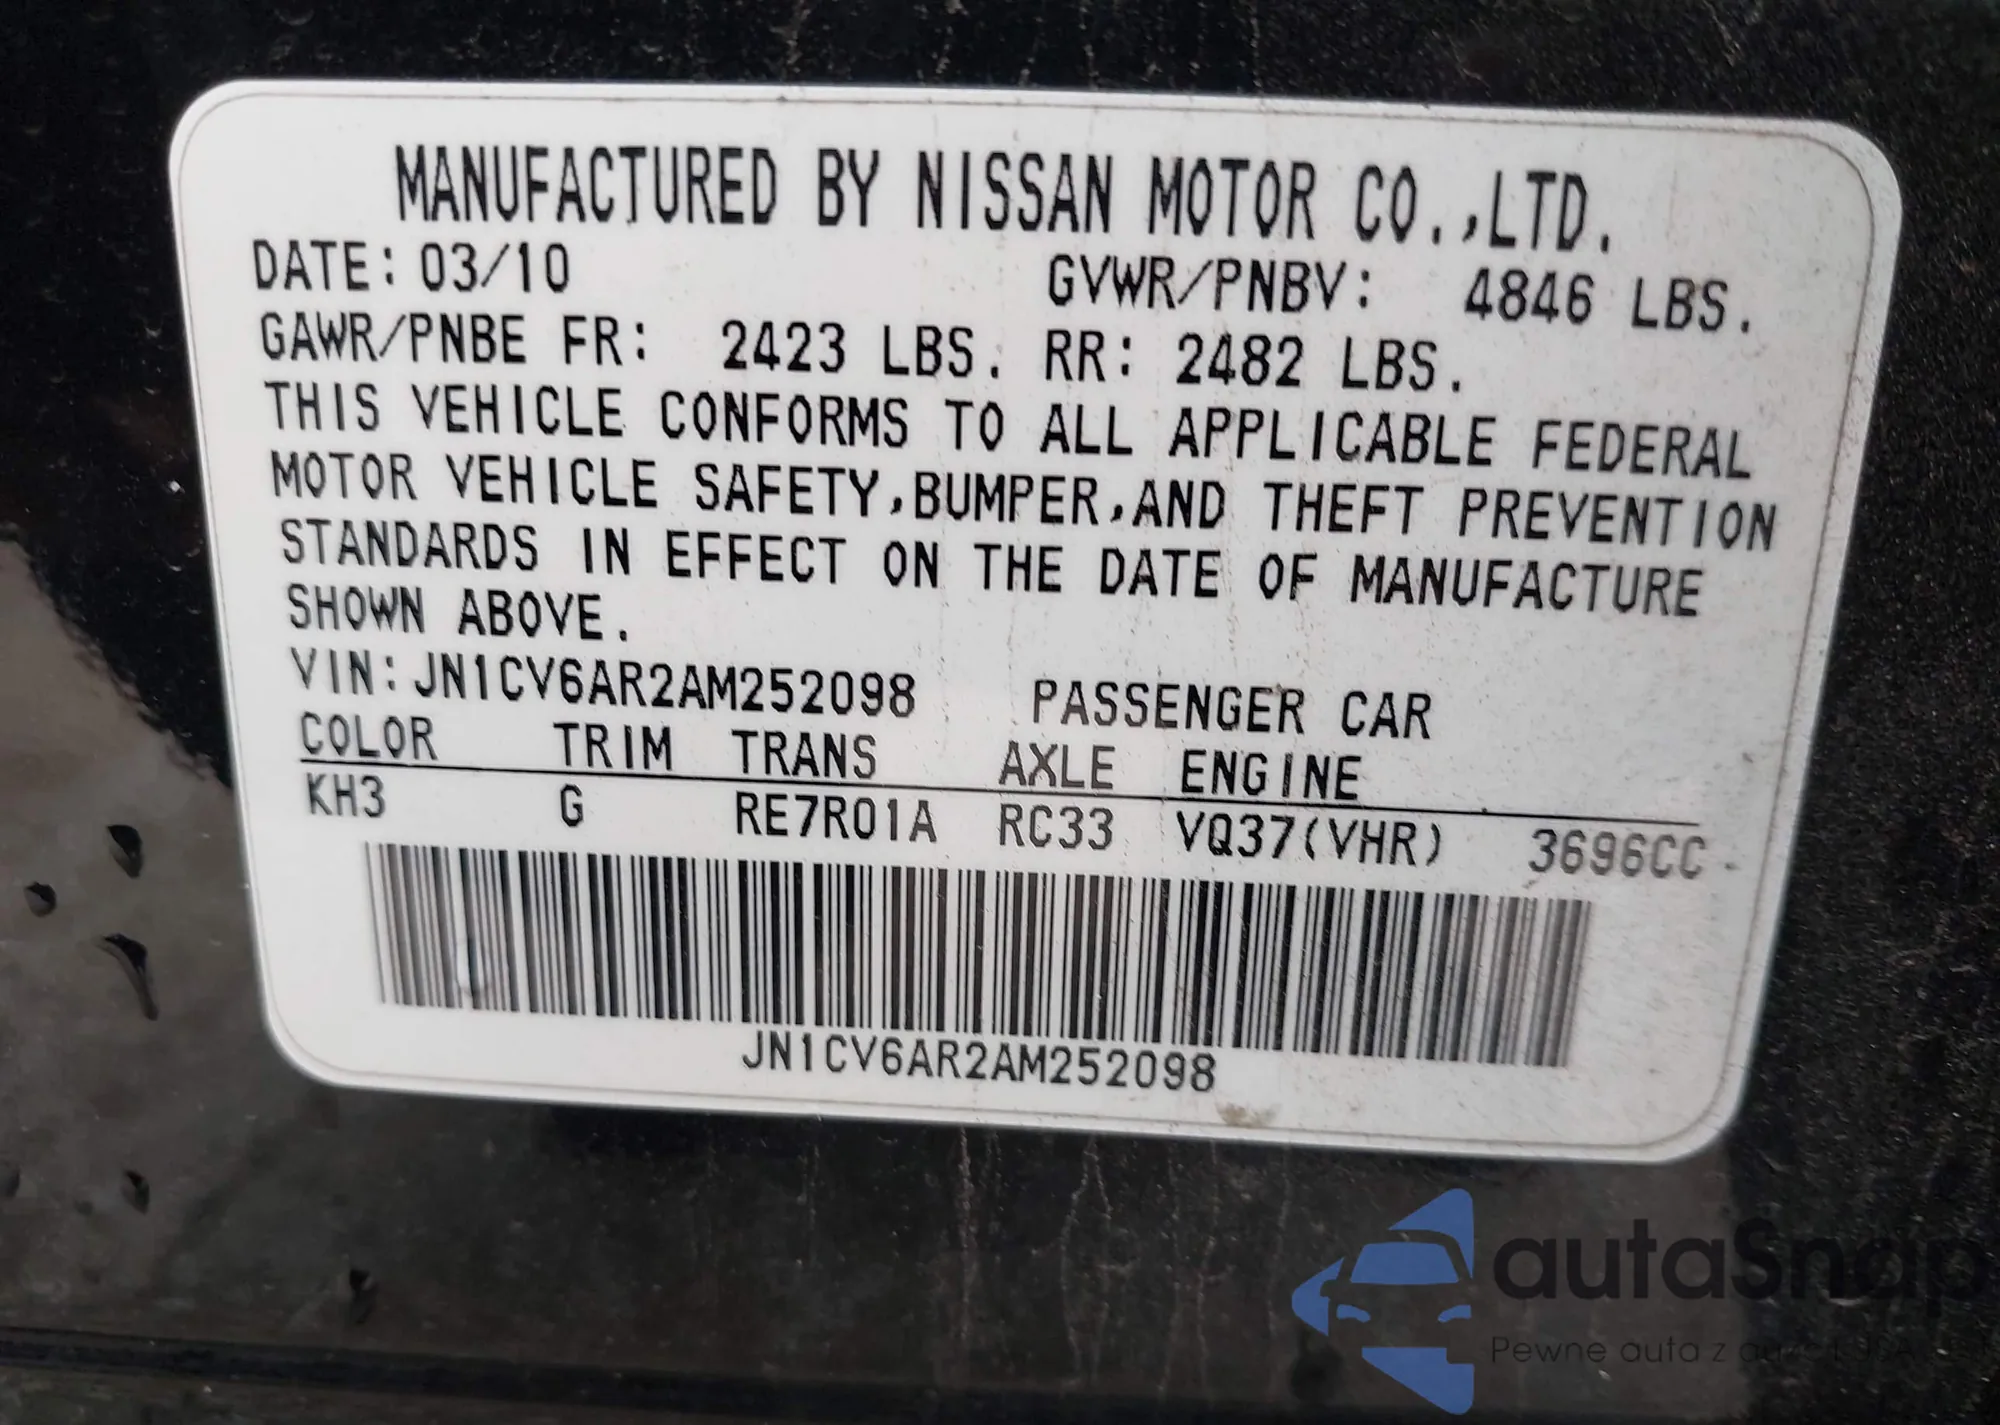 MANUFACTURED BY NISSAN MOTOR CO.,LTD.
DATE: 03/10 GVWR/PNBV: 4846 LBS.
GAWR/PNBE FR: 2423 LBS. RR: 2482 LBS.
THIS VEHICLE CONFORMS TO ALL APPLICABLE FEDERAL
MOTOR VEHICLE SAFETY,BUMPER,AND THEFT PREVENTION
STANDARDS IN EFFECT ON THE DATE OF MANUFACTURE
SHOWN ABOVE.
VIN:JN1CV6AR2AM252098 PASSENGER CAR
COLOR TRIM TRANS AXLE ENGINE
KH3 G RE7R01A RC33 VQ37(VHR) 3696CC
JN1CV6AR2AM252098
autaSnap
Pewne auta z